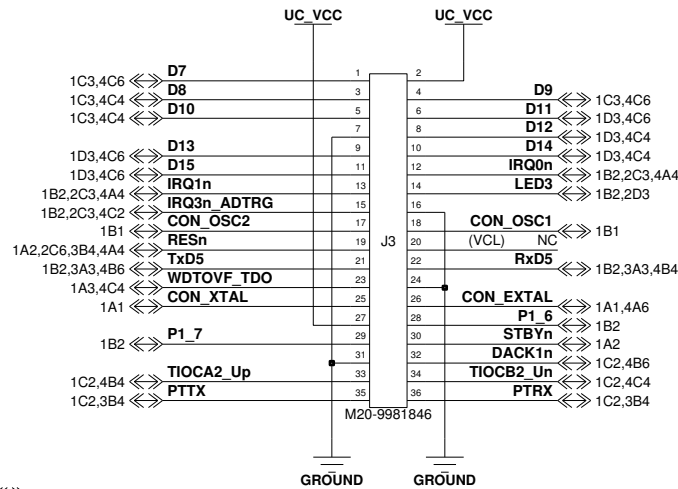 UC_VCC UC_VCC
1 2
1C3,4C6 D7
3 4
1C3,4C4 D8 D9 1C3,4C6
5 6
1C3,4C4 D10 D11 1D3,4C6
7 8
D12 1D3,4C4
9 10
1D3,4C6 D13 D14 1D3,4C4
11 12
1D3,4C6 D15 IRQ0n 1B2,2C3,4A4
13 14
1B2,2C3,4A4 IRQ1n LED3 1B2,2D3
15 16
1B2,2C3,4C2 IRQ3n_ADTRG
17 18
1B1 CON_OSC2 CON_OSC1 1B1
19 J3 20
1A2,2C6,3B4,4A4 RESn (VCL) NC
21 22
1B2,3A3,4B6 TxD5 RxD5 1B2,3A3,4B4
23 24
1A3,4C4 WDTOVF_TDO
25 26
1A1 CON_XTAL CON_EXTAL 1A1,4A6
27 28
P1_6 1B2
29 30
1B2 P1_7 STBYn 1A2
31 32
DACK1n 1C2,4B6
33 34
1C2,4B4 TIOCA2_Up TIOCB2_Un 1C2,4C4
35 36
1C2,3B4 PTTX PTRX 1C2,3B4
M20-9981846
GROUND GROUND